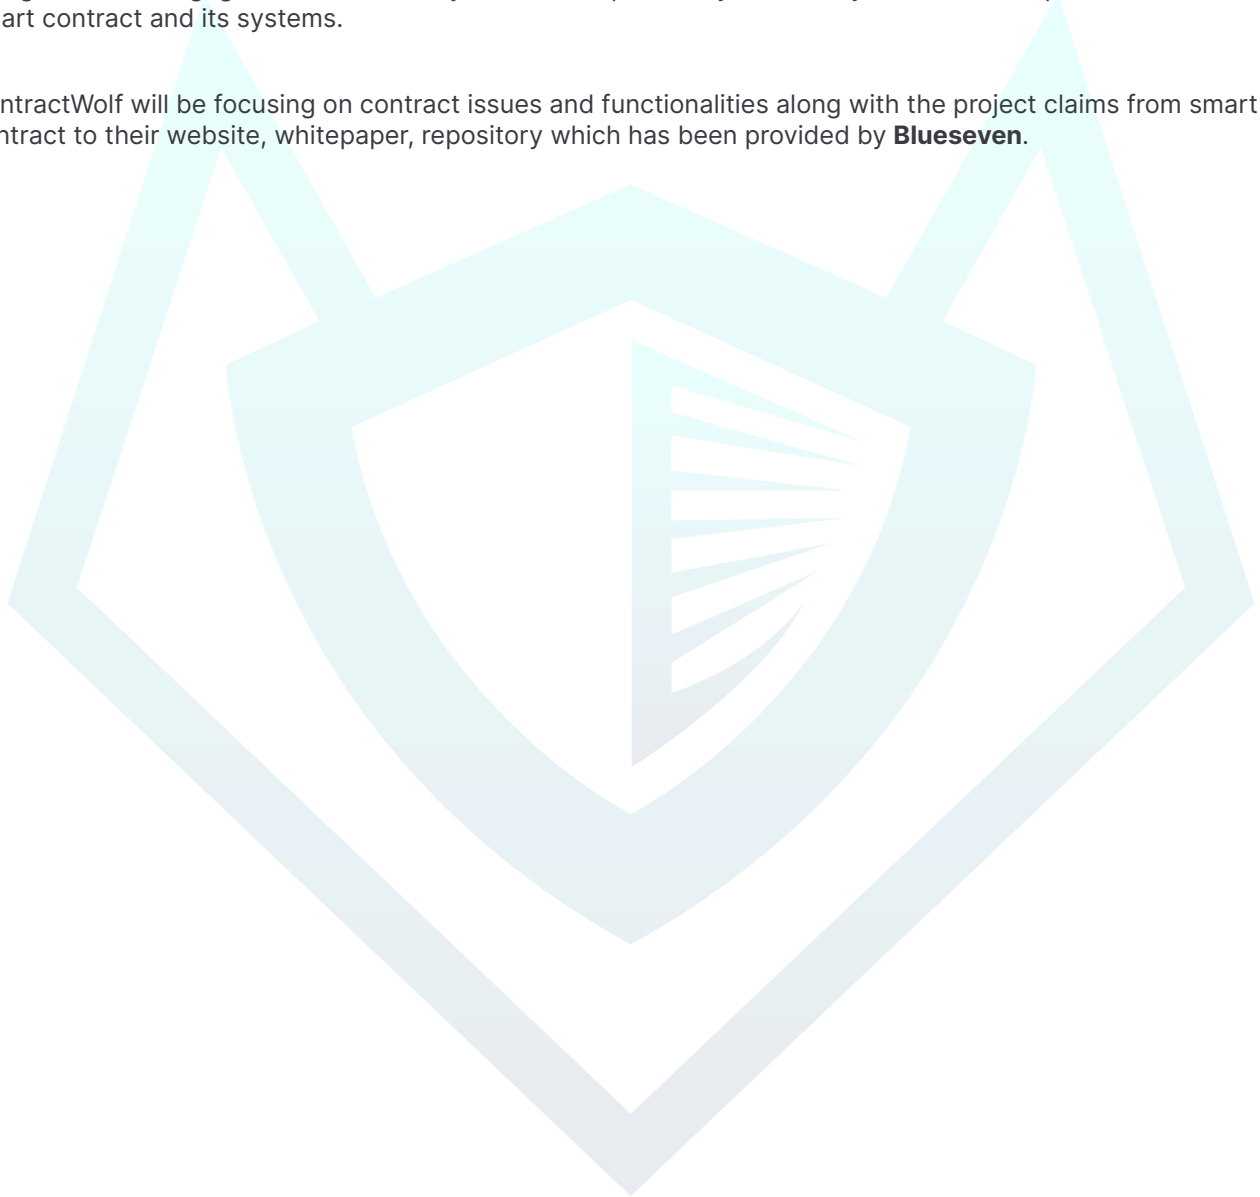 art contract and its systems.
ntractWolf will be focusing on contract issues and functionalities along with the project claims from smart
ntract to their website, whitepaper, repository which has been provided by Blueseven.